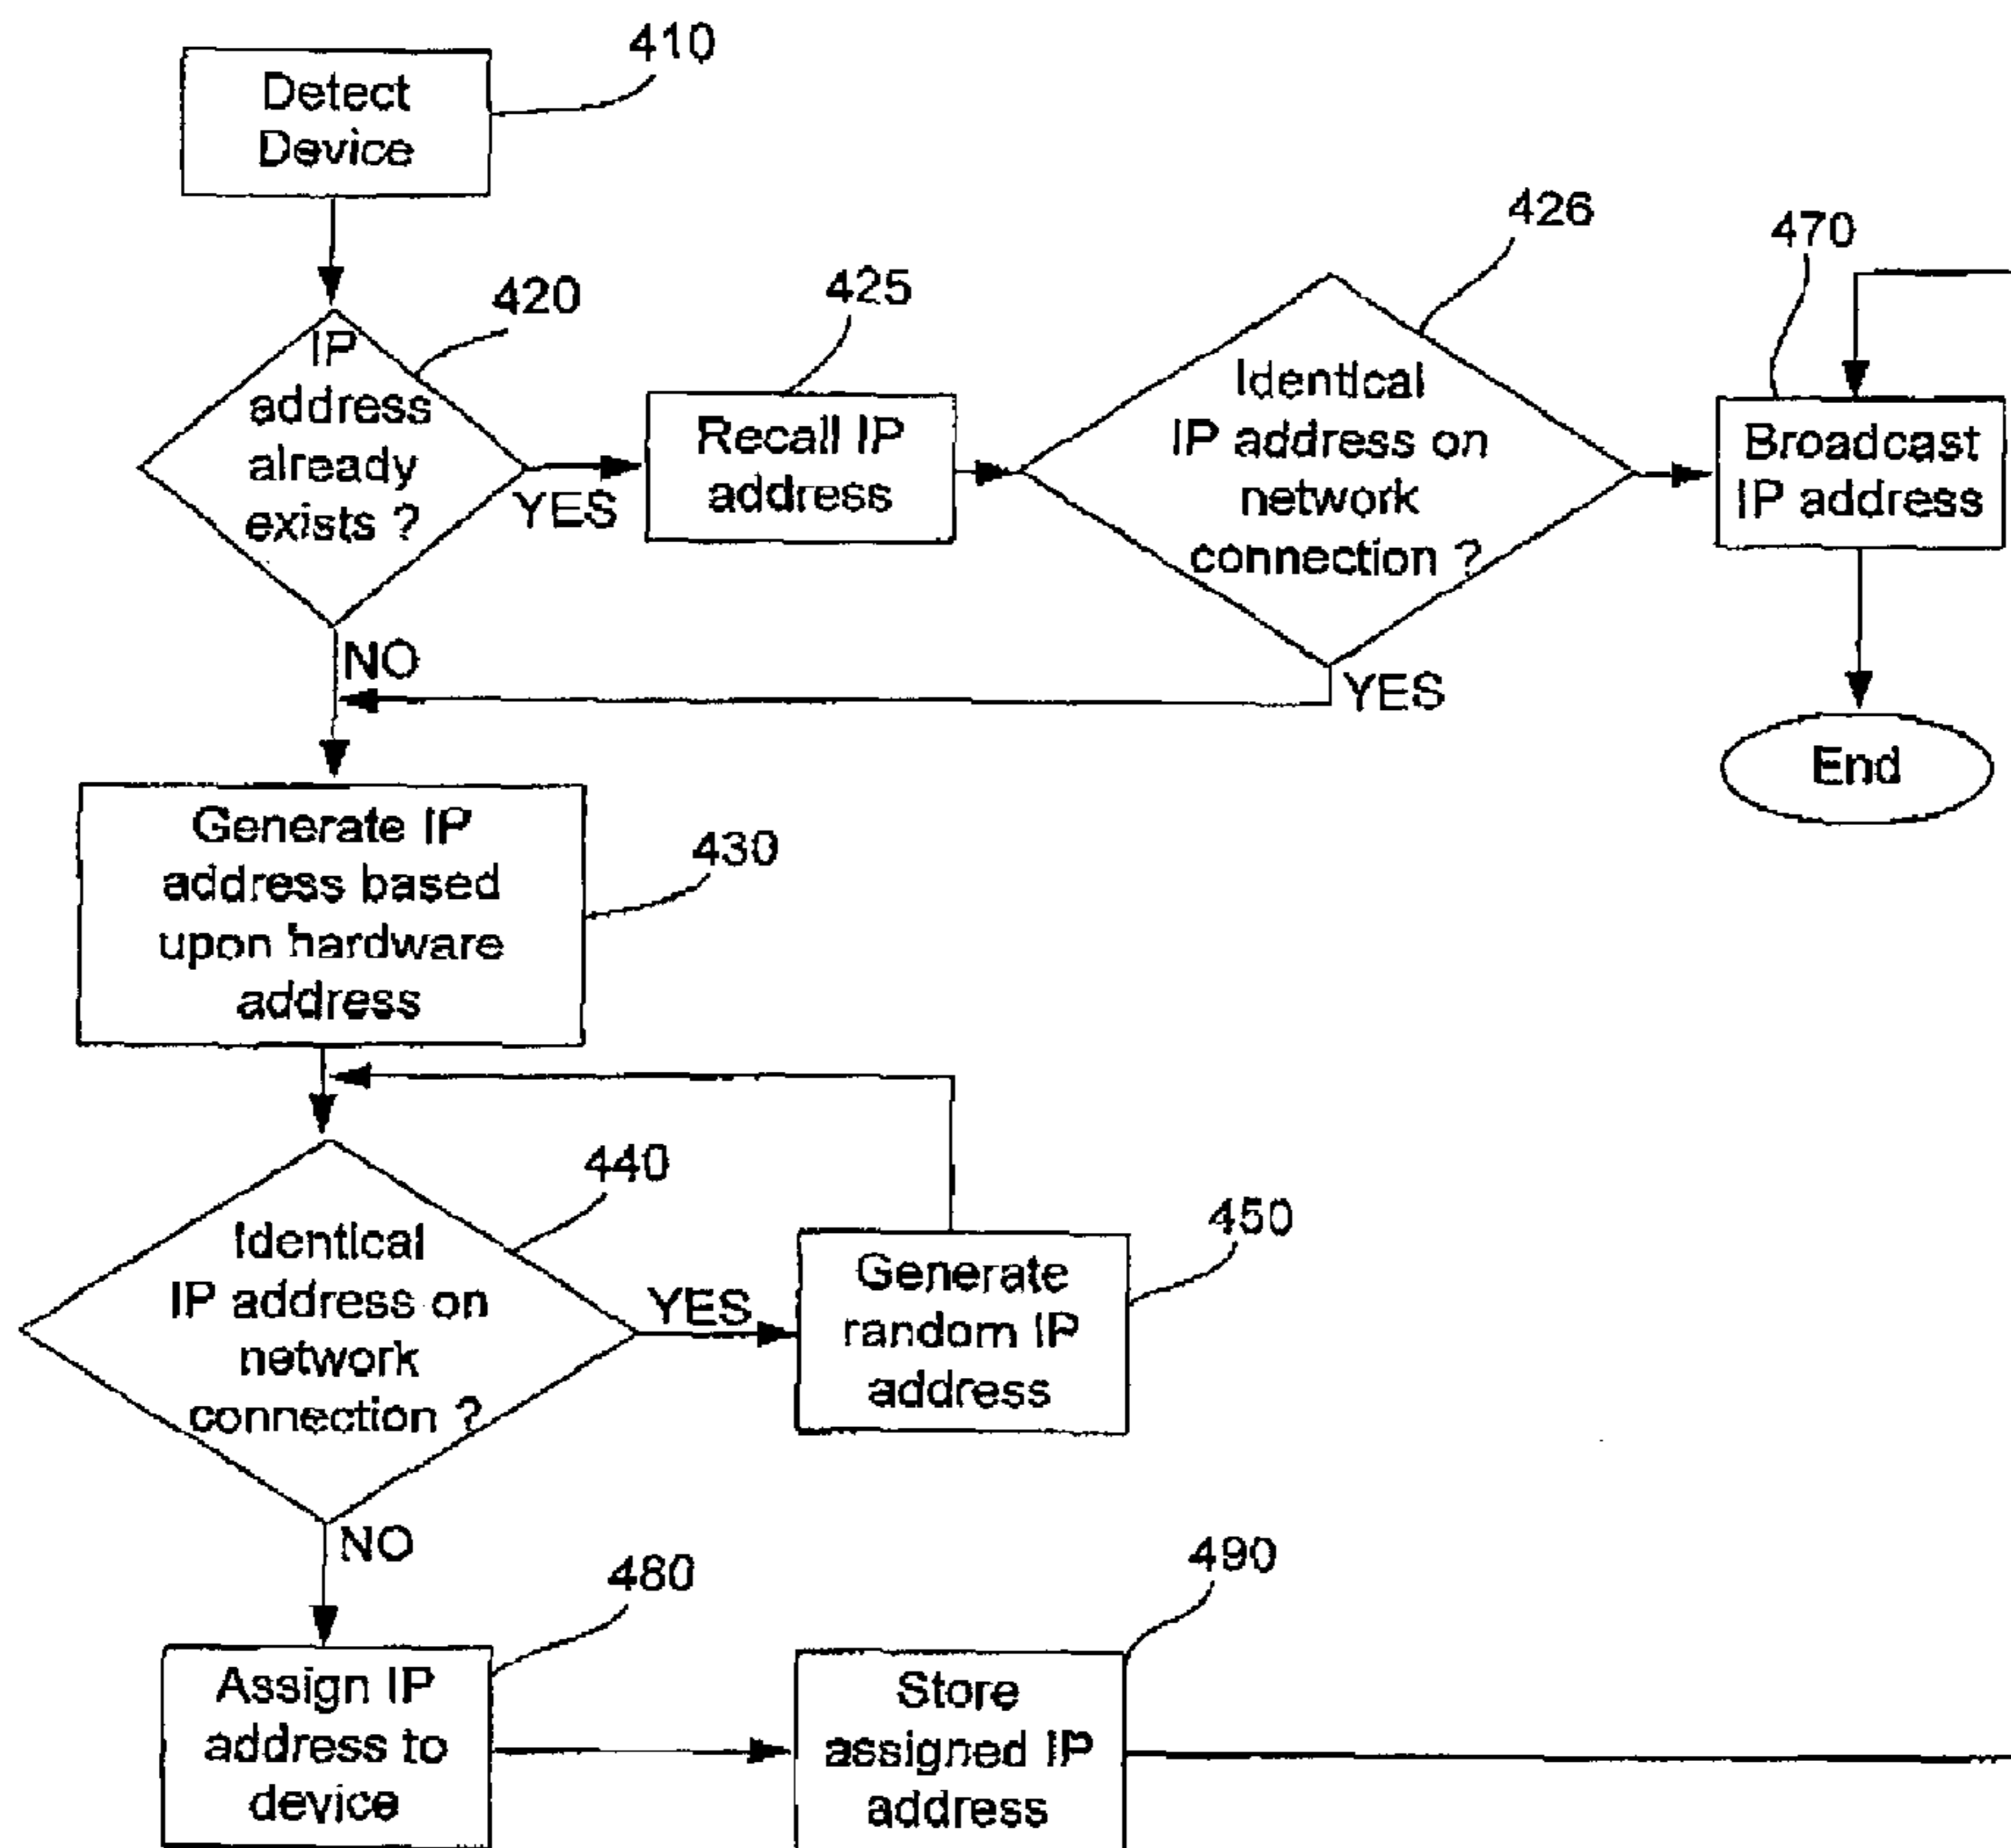 410
Detect
Device
426
470
420
425
IP
address
already
exists ?
YES
Recall IP
address
Identical
IP address on
network
connection ?
Broadcast
IP address
NO
YES
End
Generate IP
address based
upon hardware
address
430
440
450
Identical
IP address on
network
connection ?
YES
Generate
random IP
address
NO
480
490
Assign IP
address to
device
Store
assigned IP
address